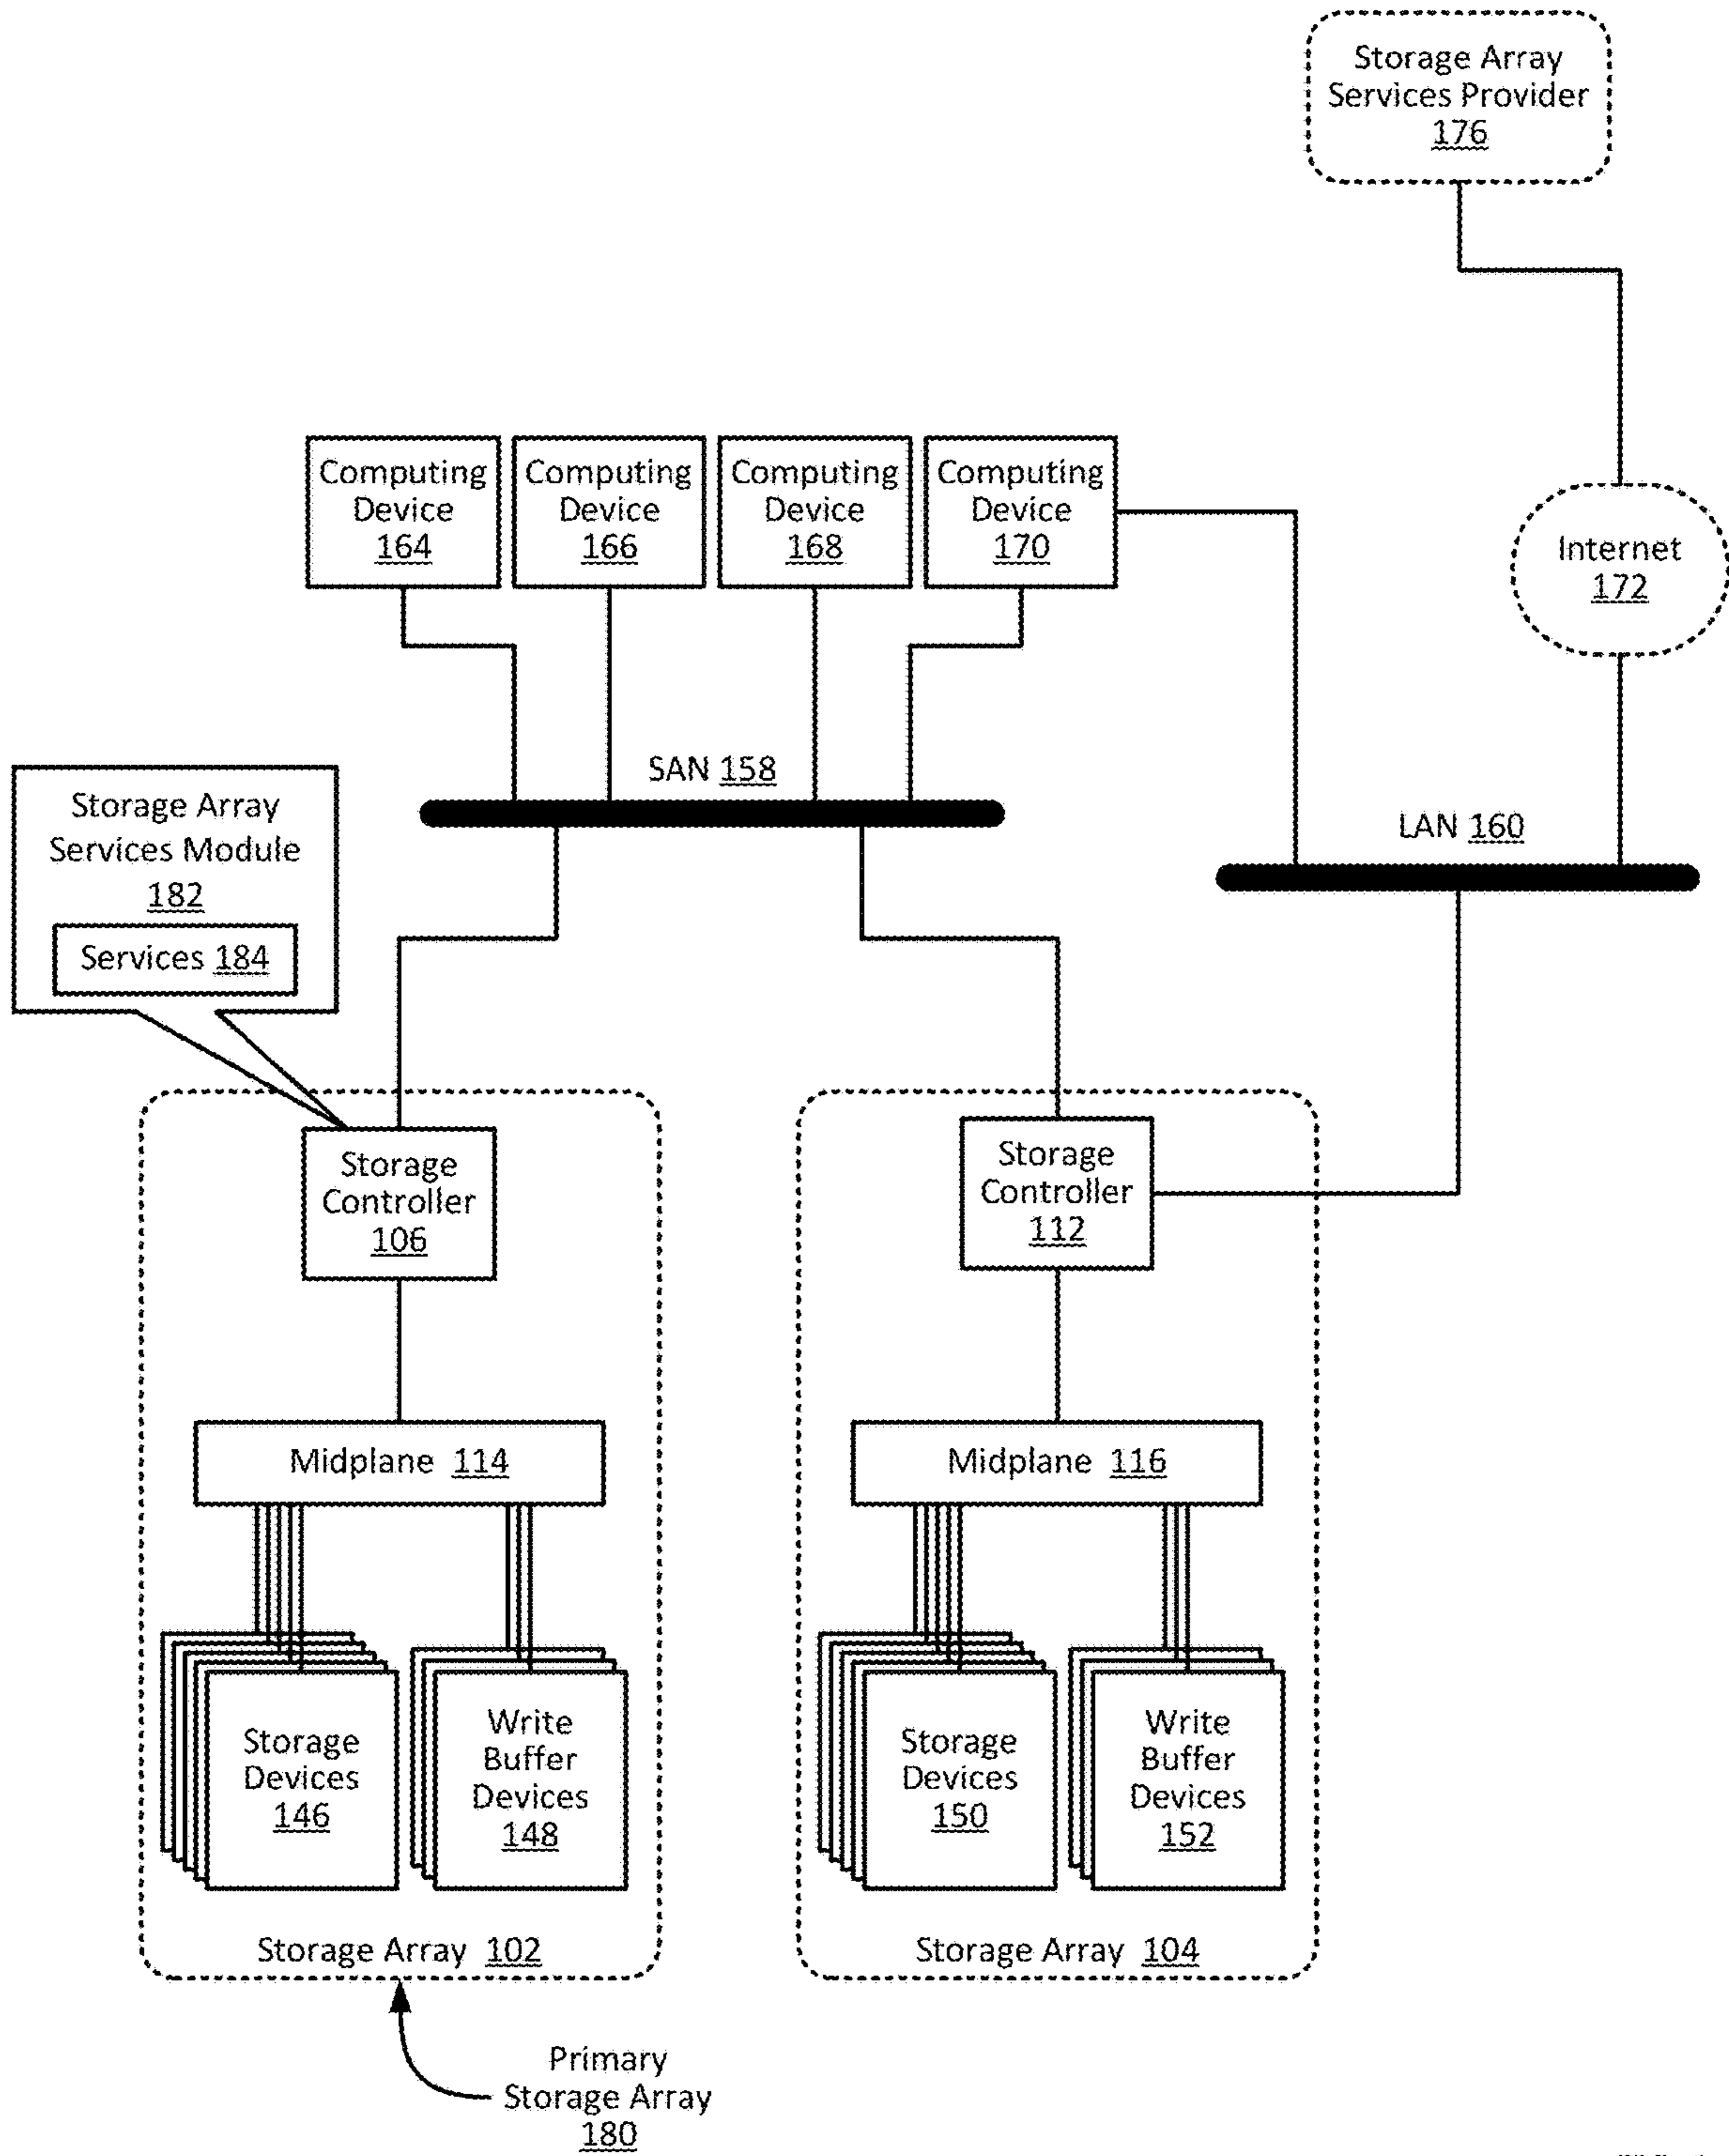 Storage Array
Services Provider
176
Computing
Device
164
Computing
Device
166
Computing
Device
168
Computing
Device
170
Internet
172
SAN 158
LAN 160
Storage Array
Services Module
182
Services 184
Storage
Controller
106
Storage
Controller
112
Midplane 114
Midplane 116
Storage
Devices
146
Write
Buffer
Devices
148
Storage
Devices
150
Write
Buffer
Devices
152
Storage Array 102
Storage Array 104
Primary
Storage Array
180